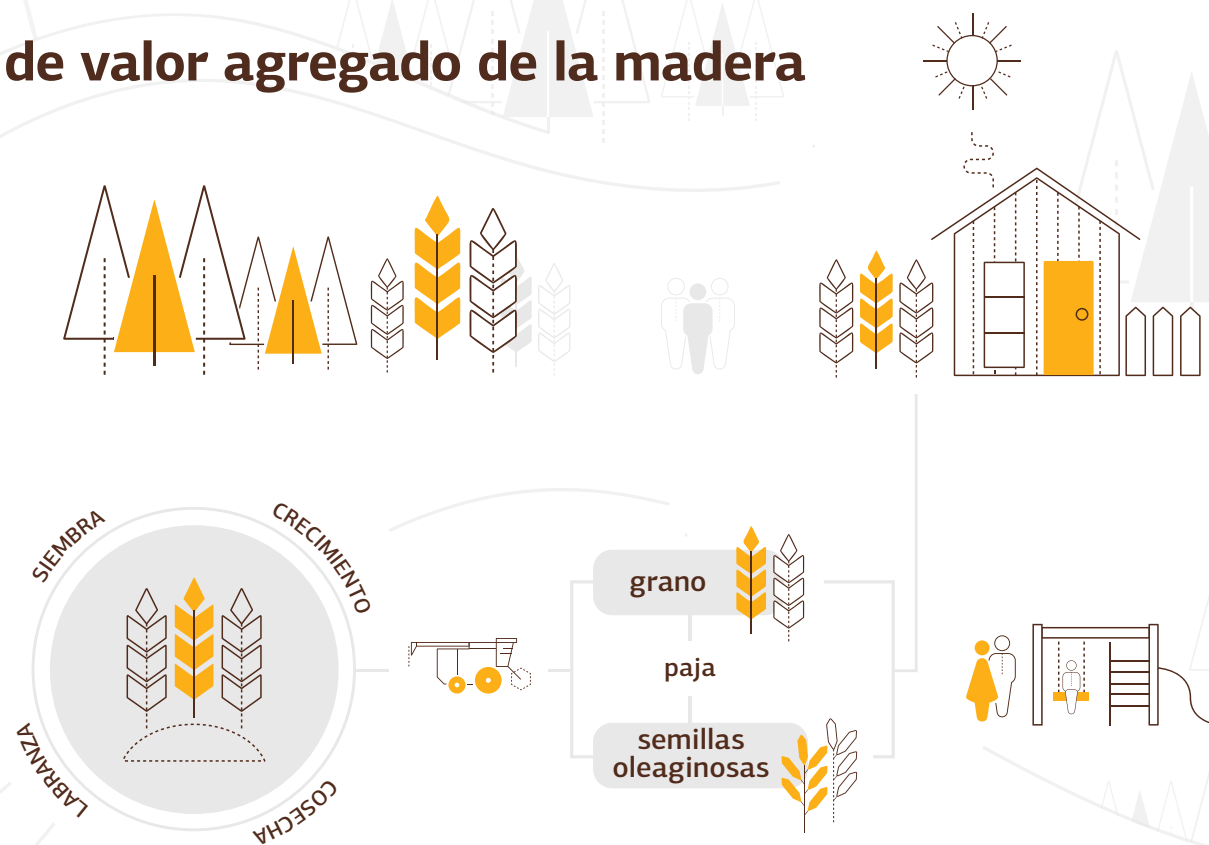 de valor agregado de la madera
SIEMBRA
CRECIMIENTO
LABRANZA
COSECHA
grano
paja
semillas
oleaginosas